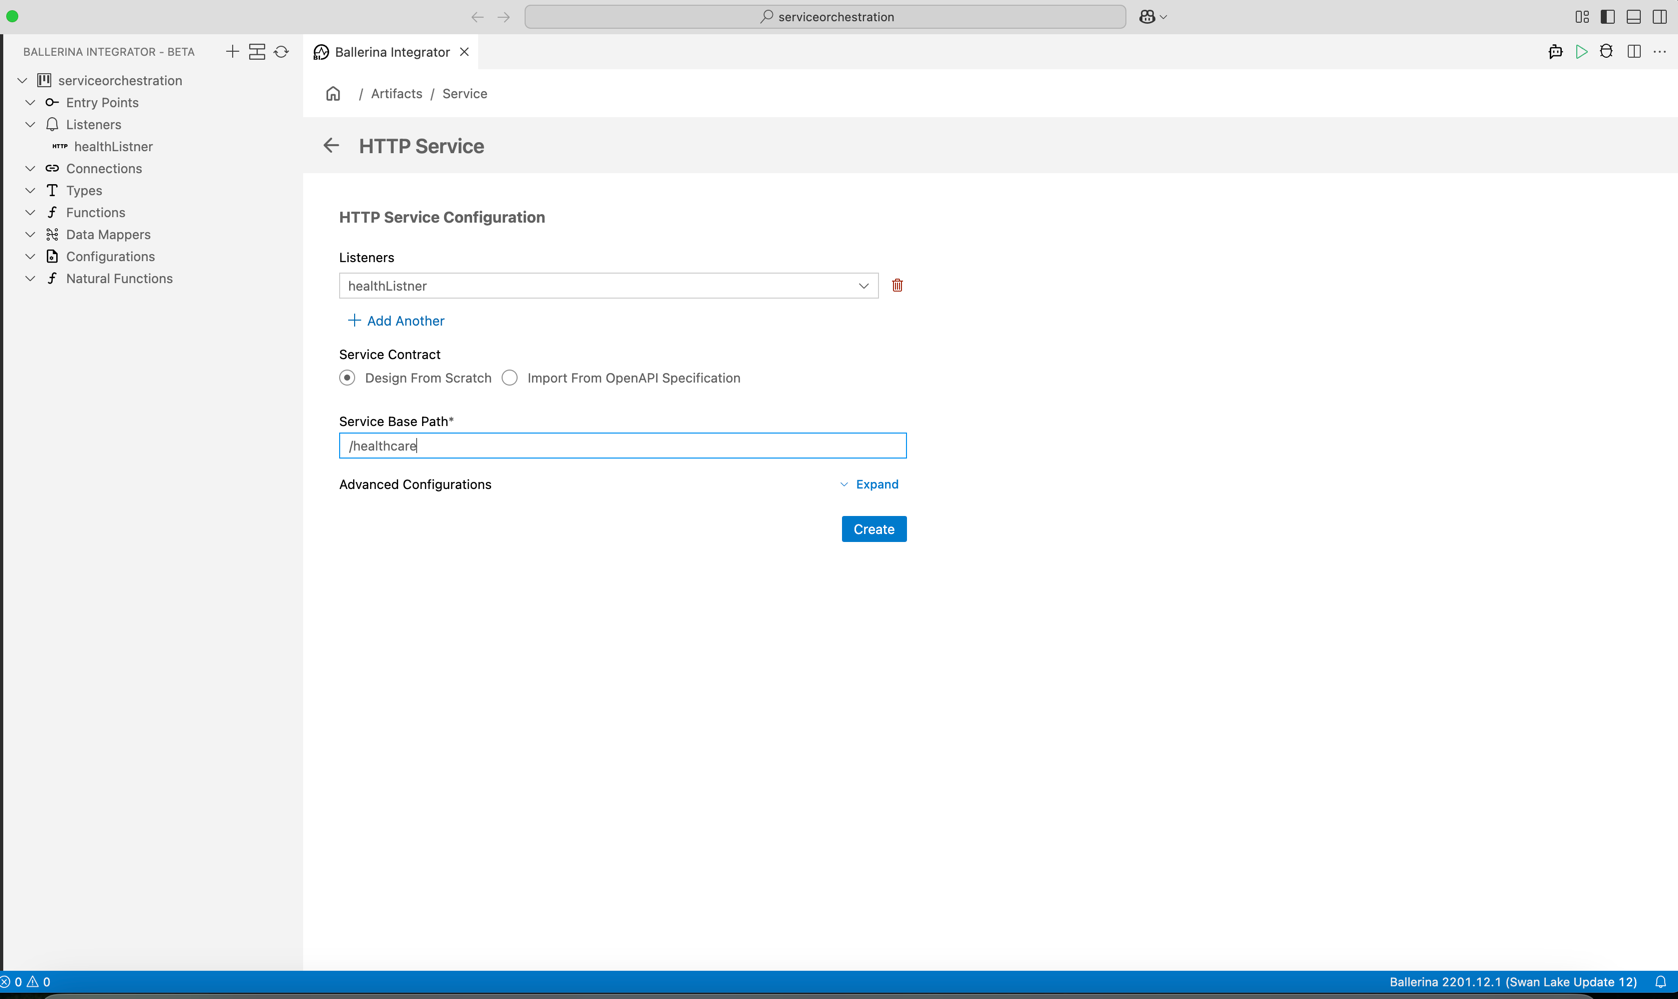 serviceorchestration
BALLERINA INTEGRATOR - BETA
Ballerina Integrator
serviceorchestration
Entry Points
Listeners
HTTP healthListner
Connections
Types
Functions
Data Mappers
Configurations
Natural Functions
/ Artifacts / Service
HTTP Service
HTTP Service Configuration
Listeners
healthListner
Add Another
Service Contract
Design From Scratch Import From OpenAPI Specification
Service Base Path*
/healthcare
Advanced Configurations Expand
Create
0 0 Ballerina 2201.12.1 (Swan Lake Update 12)